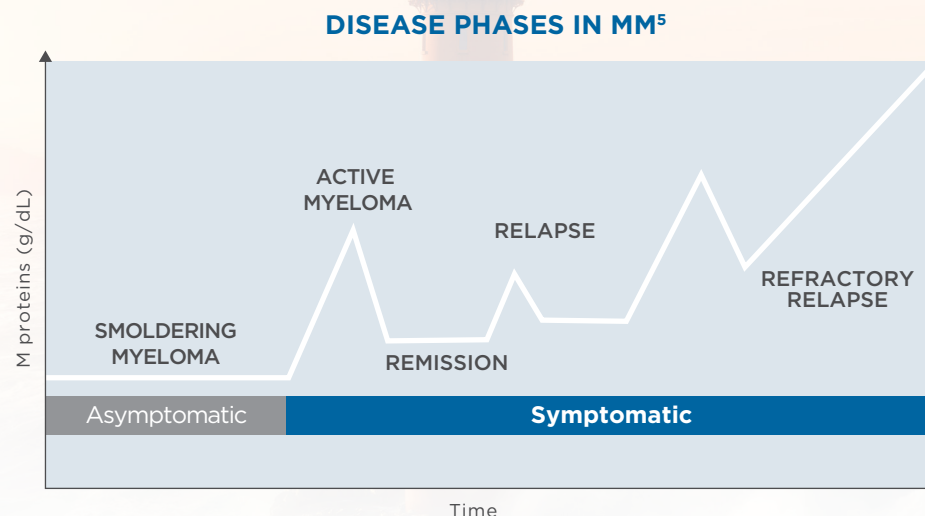 DISEASE PHASES IN MM⁵
M proteins (g/dL)
ACTIVE
MYELOMA
RELAPSE
REFRACTORY
RELAPSE
SMOLDERING
MYELOMA
REMISSION
Asymptomatic
Symptomatic
Time